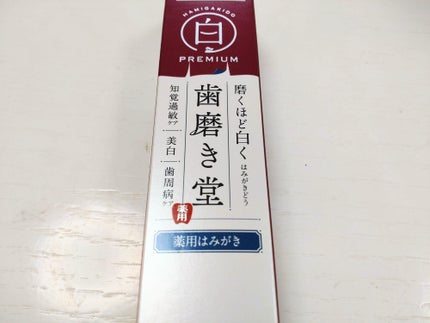 HAMIGAKIDO
白
PREMIUM
磨くほど白く
はみがきどう
歯磨き堂
薬用
知覚過敏ケア
美白
歯周病ケア
薬用はみがき